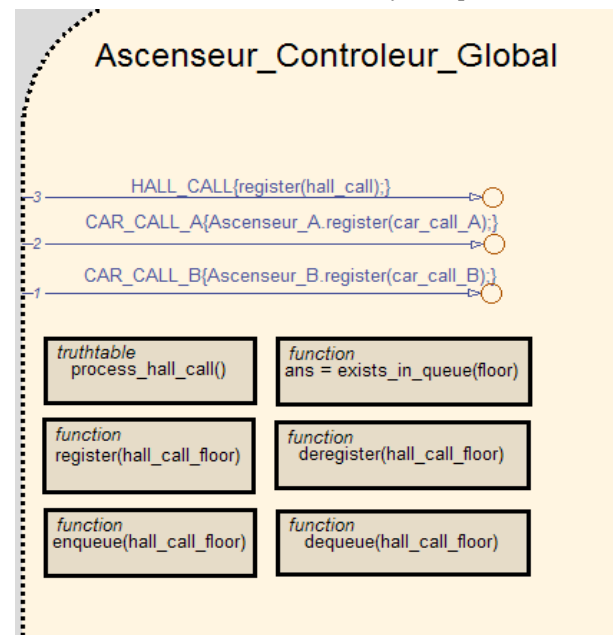 Ascenseur_Controleur_Global
HALL_CALL{register(hall_call);}
3
CAR_CALL_A{Ascenseur_A.register(car_call_A);}
2
CAR_CALL_B{Ascenseur_B.register(car_call_B);}
1
truthtable
process_hall_call()
function
ans = exists_in_queue(floor)
function
register(hall_call_floor)
function
deregister(hall_call_floor)
function
enqueue(hall_call_floor)
function
dequeue(hall_call_floor)